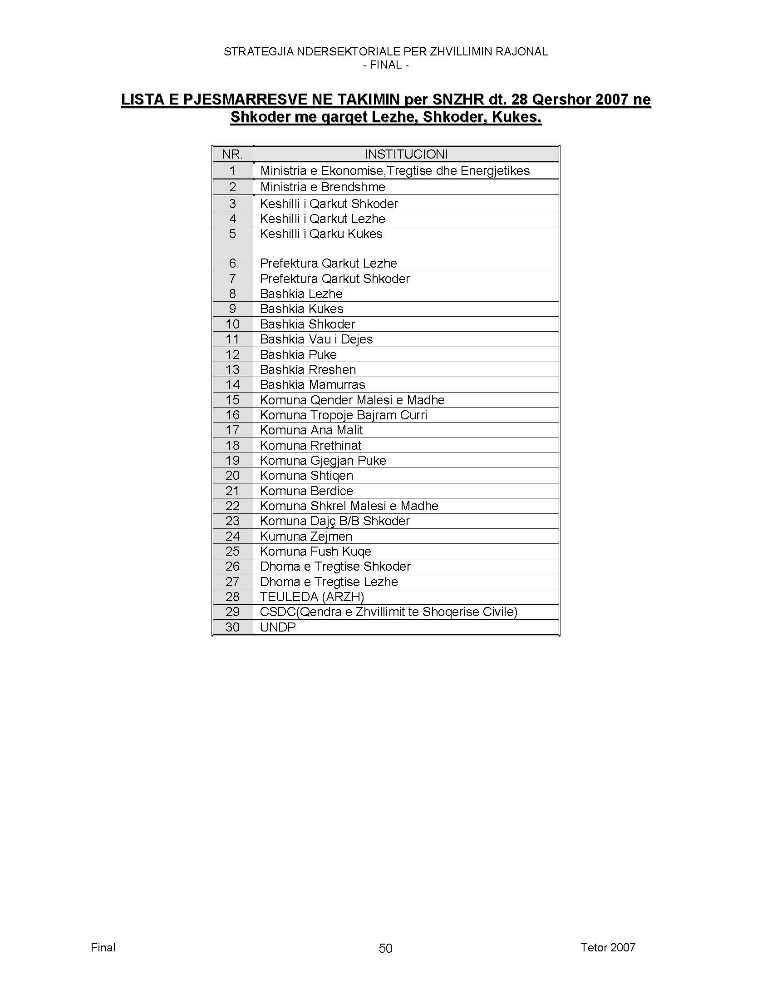 STRATEGJIA NDERSEKTORIALE PER ZHVILLIMIN RAJONAL
- FINAL -
LISTA E PJESMARRESVE NE TAKIMIN per SNZHR dt. 28 Qershor 2007 ne
Shkoder me qarqet Lezhe, Shkoder, Kukes.
NR. INSTITUCIONI
1 Ministria e Ekonomise,Tregtise dhe Energjetikes
2 Ministria e Brendshme
3 Keshilli i Qarkut Shkoder
4 Keshilli i Qarkut Lezhe
5 Keshilli i Qarku Kukes
6 Prefektura Qarkut Lezhe
7 Prefektura Qarkut Shkoder
8 Bashkia Lezhe
9 Bashkia Kukes
10 Bashkia Shkoder
11 Bashkia Vau i Dejes
12 Bashkia Puke
13 Bashkia Rreshen
14 Bashkia Mamurras
15 Komuna Qender Malesi e Madhe
16 Komuna Tropoje Bajram Curri
17 Komuna Ana Malit
18 Komuna Rrethinat
19 Komuna Gjegjan Puke
20 Komuna Shtiqen
21 Komuna Berdice
22 Komuna Shkrel Malesi e Madhe
23 Komuna Dajç B/B Shkoder
24 Kumuna Zejmen
25 Komuna Fush Kuqe
26 Dhoma e Tregtise Shkoder
27 Dhoma e Tregtise Lezhe
28 TEULEDA (ARZH)
29 CSDC(Qendra e Zhvillimit te Shoqerise Civile)
30 UNDP
Final 50 Tetor 2007